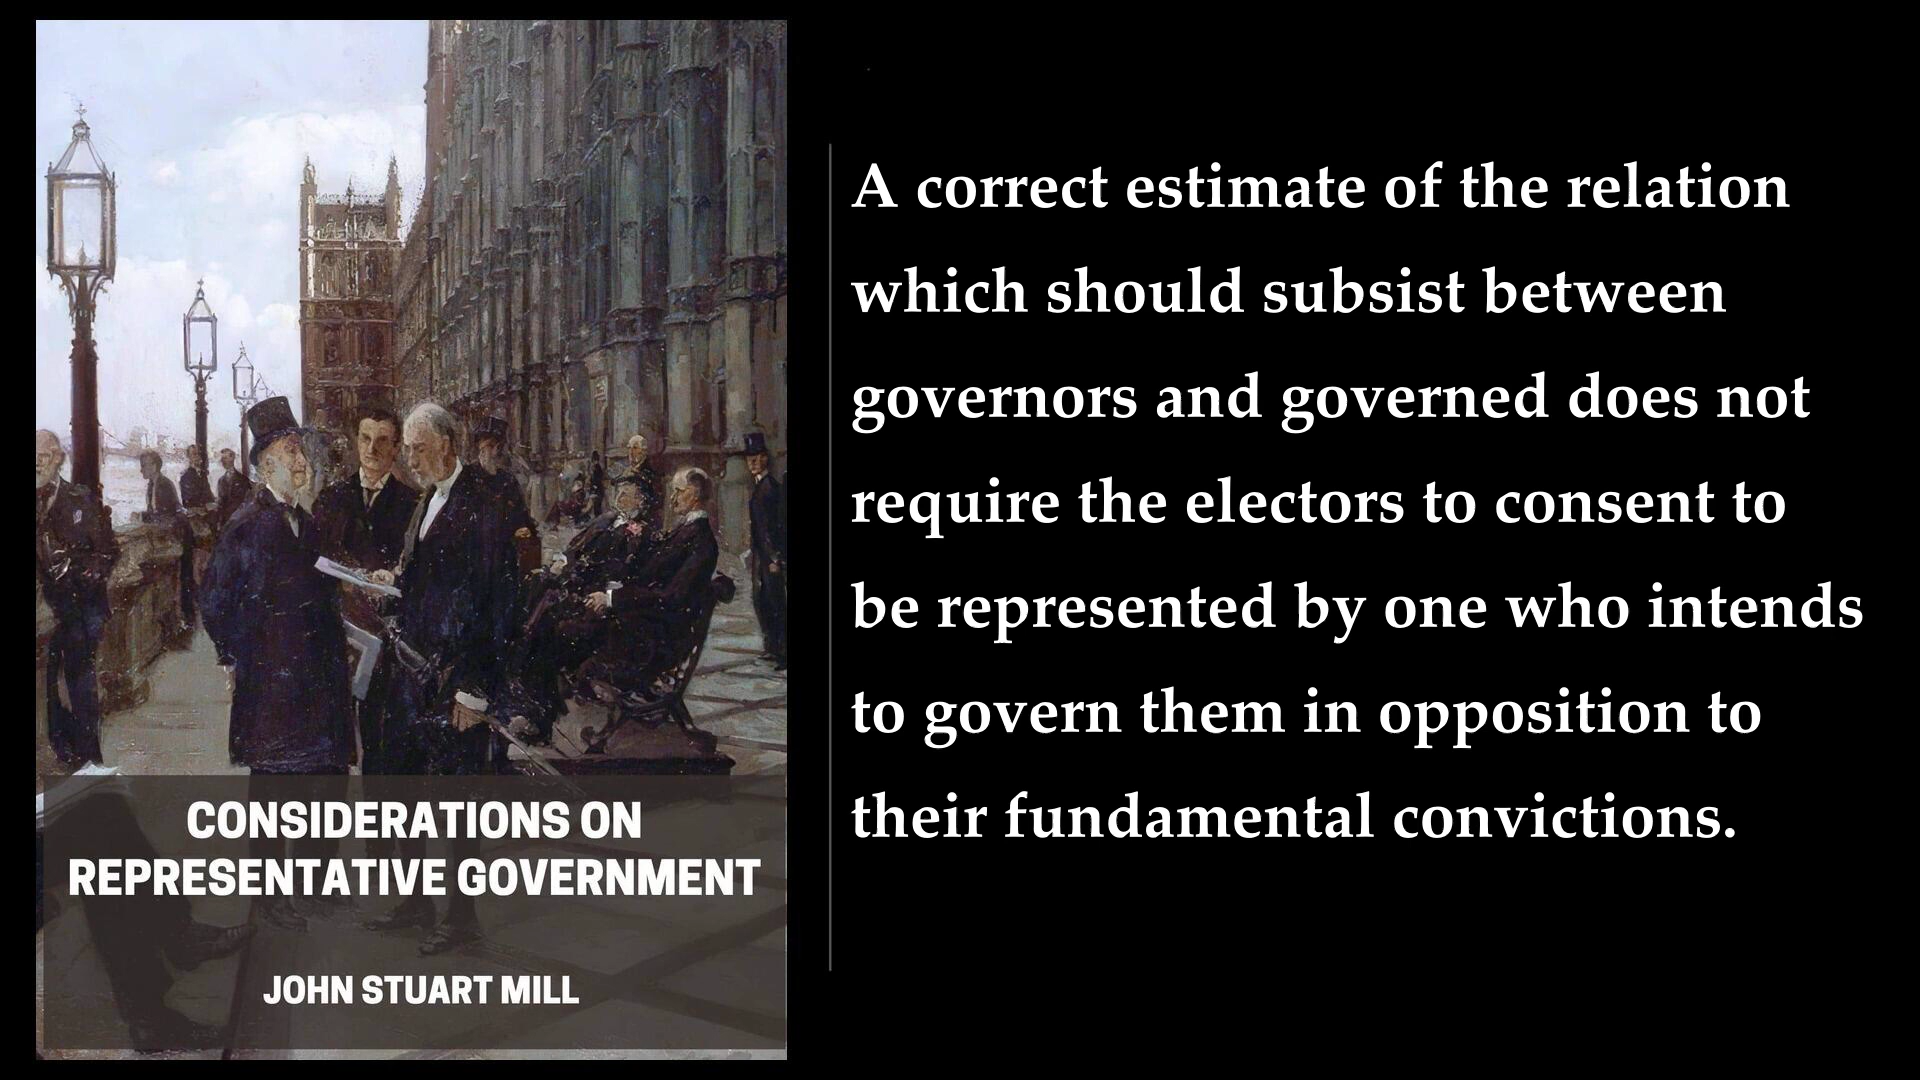 CONSIDERATIONS ON
REPRESENTATIVE GOVERNMENT
JOHN STUART MILL
A correct estimate of the relation
which should subsist between
governors and governed does not
require the electors to consent to
be represented by one who intends
to govern them in opposition to
their fundamental convictions.